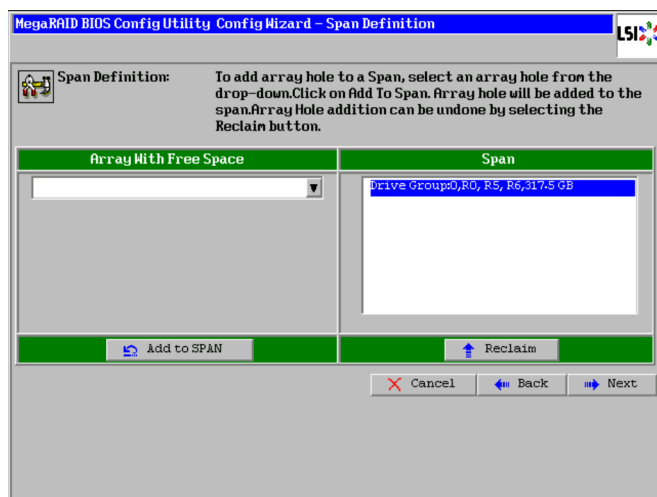 MegaRAID BIOS Config Utility Config Wizard – Span Definition
LSI
Span Definition:
To add array hole to a Span, select an array hole from the
drop-down.Click on Add To Span. Array hole will be added to the
span.Array Hole addition can be undone by selecting the
Reclaim button.
Array With Free Space
Span
Drive Group:0,R0, R5, R6,317.5 GB
Add to SPAN
Reclaim
Cancel
Back
Next